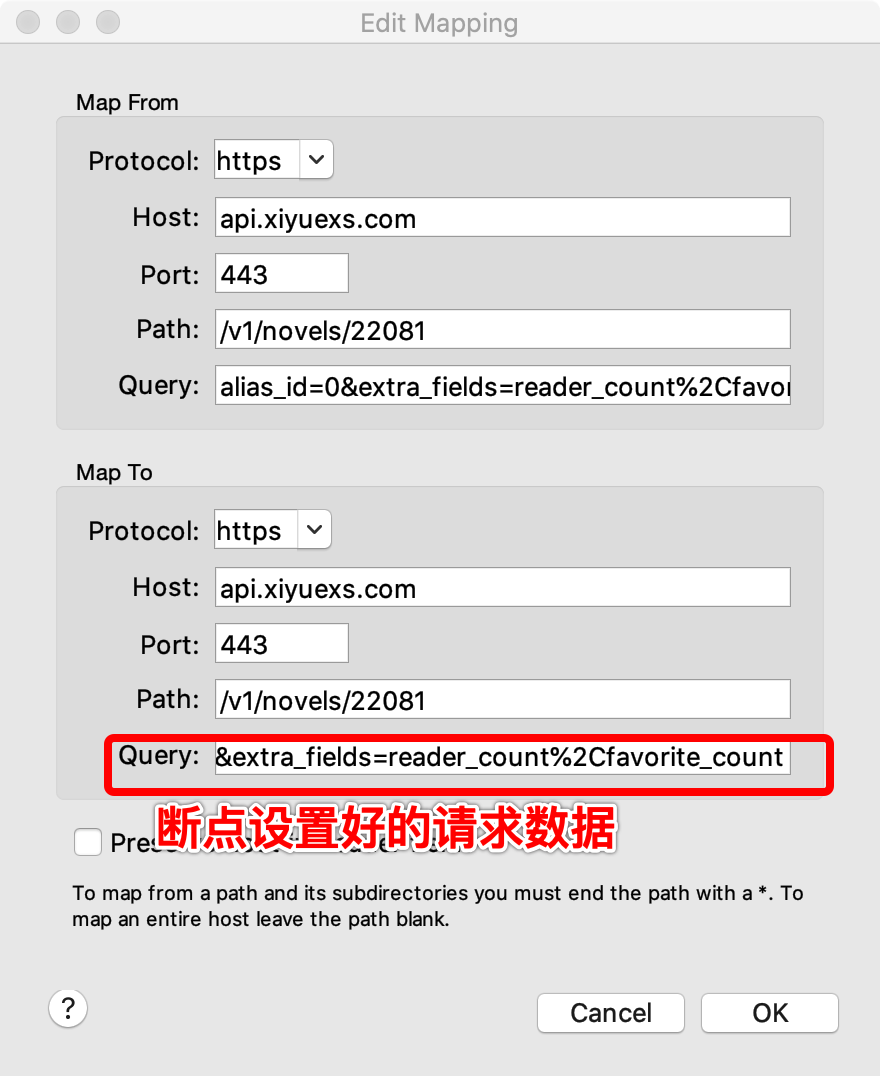 Edit Mapping
Map From
Protocol: https
Host: api.xiyuexs.com
Port: 443
Path: /v1/novels/22081
Query: alias_id=0&extra_fields=reader_count%2Cfavor
Map To
Protocol: https
Host: api.xiyuexs.com
Port: 443
Path: /v1/novels/22081
Query: &extra_fields=reader_count%2Cfavorite_count
断点设置好的请求数据
To map from a path and its subdirectories you must end the path with a *. To
map an entire host leave the path blank.
?
Cancel
OK